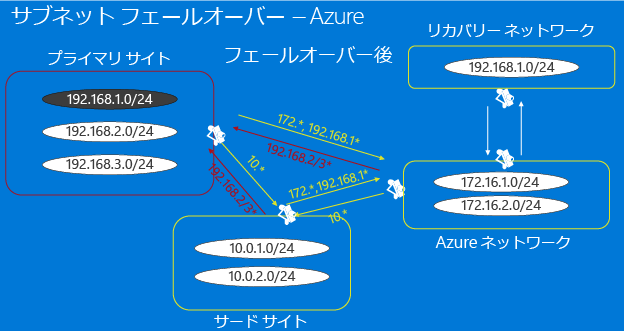 サブネット フェールオーバー – Azure
リカバリー ネットワーク
プライマリ サイト
フェールオーバー後
192.168.1.0/24
192.168.1.0/24
192.168.2.0/24
192.168.3.0/24
172.*, 192.168.1*
192.168.2/3*
10.*
192.168.2/3*
172.*,192.168.1*
10.*
172.16.1.0/24
172.16.2.0/24
Azure ネットワーク
10.0.1.0/24
10.0.2.0/24
サード サイト